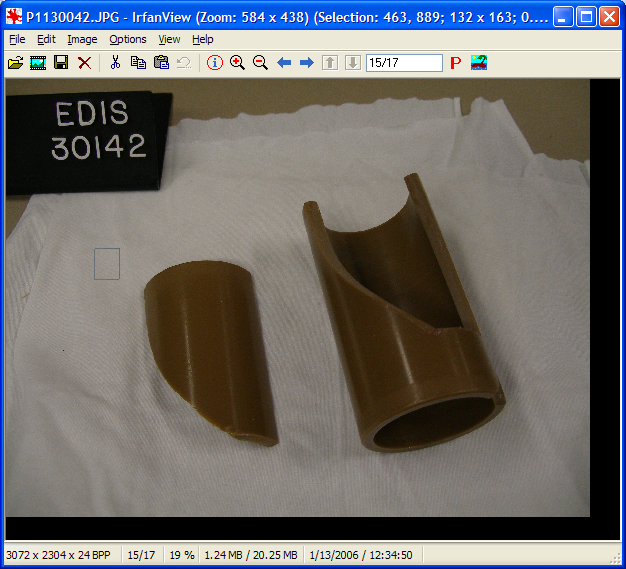 P1130042.JPG - IrfanView (Zoom: 584 x 438) (Selection: 463, 889; 132 x 163; 0....
File Edit Image Options View Help
15/17 P
EDIS
30142
3072 x 2304 x 24 BPP 15/17 19 % 1.24 MB / 20.25 MB 1/13/2006 / 12:34:50